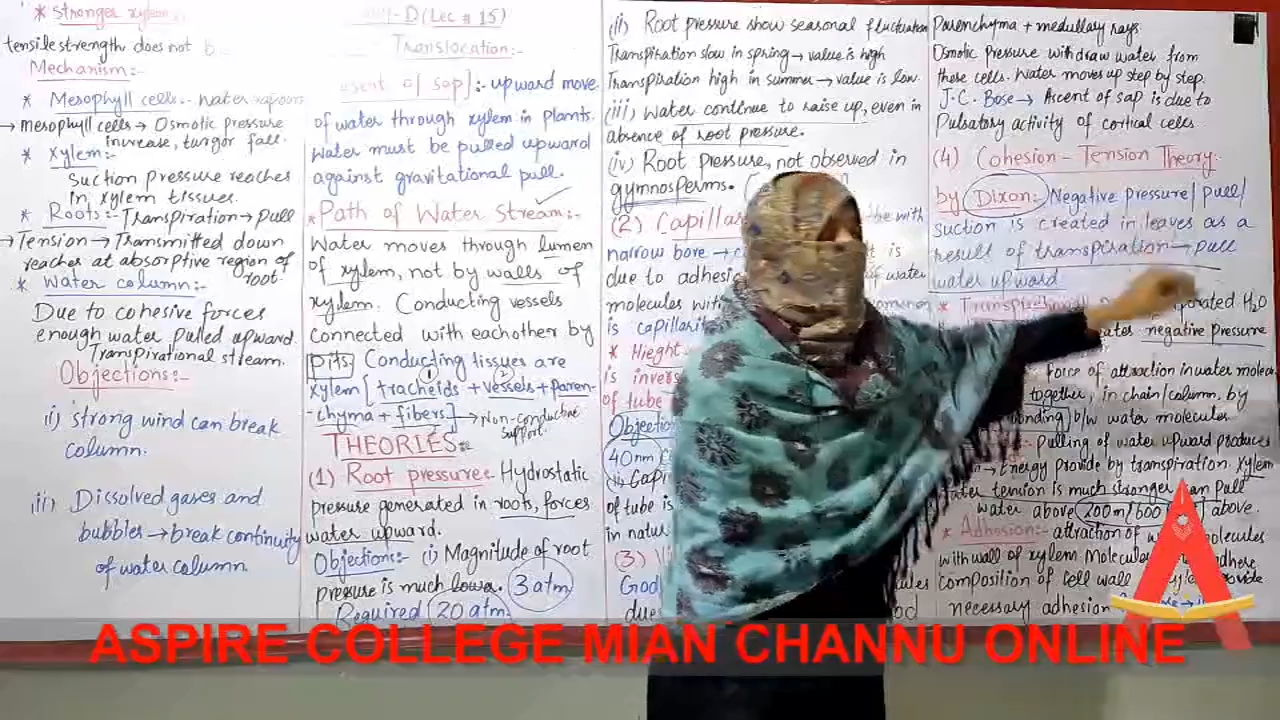 * stronger xylem
tensile strength does not b
Mechanism:-
* Mesophyll cells:- Water vapours
→ mesophyll cells → Osmotic pressure
increase, turgor fall.
* Xylem:-
Suction pressure reaches
in xylem tissues.
* Roots:- Transpiration → pull
→ Tension → Transmitted down
reaches at absorptive region of
root.
* Water column:-
Due to cohesive forces
enough water pulled upward.
Transpirational stream.
Objections:-
i) strong wind can break
column.
ii) Dissolved gases and
bubbles → break continuity
of water column.
-D (Lec # 15)
Translocation:-
of sap]:- upward move.
of water through xylem in plants.
Water must be pulled upward
against gravitational pull.
* Path of Water Stream:-
Water moves through lumen
of xylem, not by walls of
xylem. Conducting vessels
connected with eachother by
pits. Conducting tissues are
(1) (2)
xylem [tracheids + vessels + paren-
-chyma + fibers] → Non-conductive
support.
THEORIES:-
(1) Root pressure:- Hydrostatic
pressure generated in roots, forces
water upward.
Objections:- (i) Magnitude of root
pressure is much lower. 3 atm
Required 20 atm.
(ii) Root pressure show seasonal fluctuation
Transpiration slow in spring → value is high
Transpiration high in summer → value is low.
(iii) Water continue to raise up, even in
absence of root pressure.
(iv) Root Pressure, not observed in
gymnosperms.
(2) Capillar
narrow bore → is
due to adhesi of water
molecules with
is capillarit
* Hieght
is invers
of tube
Objection
40nm
(ii) Capi
of tube is
in natur
(3)
God
dues
Parenchyma + medullary rays.
Osmotic Pressure withdraw water from
these cells. Water moves up step by step.
J.C. Bose → Ascent of sap is due to
Pulsatory activity of cortical cells
(4) Cohesion-Tension Theory:-
by Dixon: Negative pressure/pull/
suction is created in leaves as a
result of transpiration → pull
water upward
* H₂O
negative pressure
force of attraction in water molec
together, in chain/column. by
bonding b/w water molecules.
pulling of water upward produces
→ Energy provide by transpiration. Xylem
water tension is much stronger can pull
water above 200m (600 above.
* Adhesion:- attraction of molecules
with wall of xylem molecules adhere
composition of cell wall provide
necessary adhesion
ASPIRE COLLEGE MIAN CHANNU ONLINE